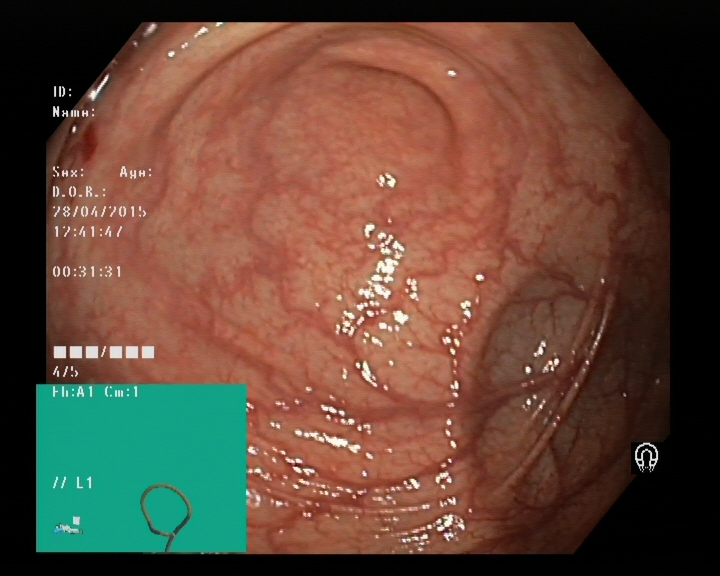 ID:
Name:
Sex: Age:
D.O.B.:
28/04/2015
12:41:47
00:31:31
■■■/■■■
4/5
Eh:A1 Cm:1
// L1